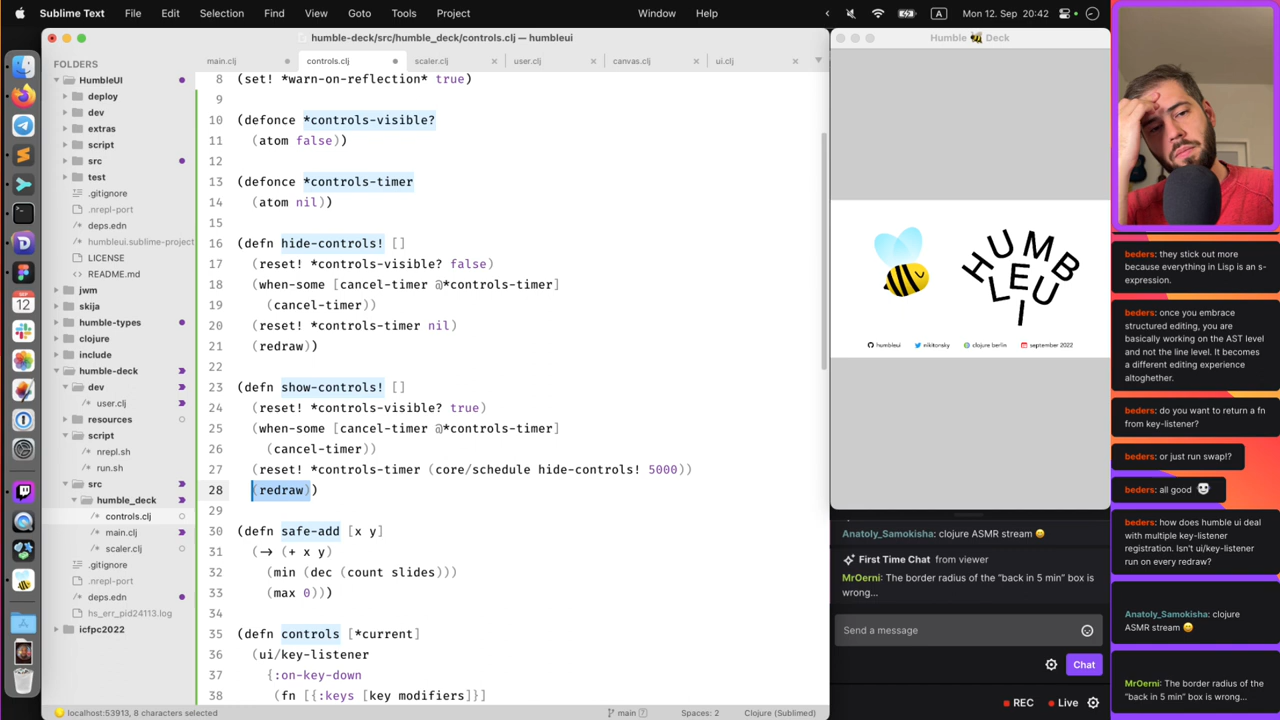 Sublime Text File Edit Selection Find View Goto Tools Project Window Help
A Mon 12. Sep 20:42
humble-deck/src/humble_deck/controls.clj — humbleui
FOLDERS
HumbleUI
deploy
dev
extras
script
src
test
.gitignore
.nrepl-port
deps.edn
humbleui.sublime-project
LICENSE
README.md
jwm
skija
humble-types
clojure
include
humble-deck
dev
user.clj
resources
script
nrepl.sh
run.sh
src
humble_deck
controls.clj
main.clj
scaler.clj
.gitignore
.nrepl-port
deps.edn
hs_err_pid24113.log
icfpc2022
main.clj controls.clj scaler.clj user.clj canvas.clj ui.clj
8 (set! *warn-on-reflection* true)
9
10 (defonce *controls-visible?
11 (atom false))
12
13 (defonce *controls-timer
14 (atom nil))
15
16 (defn hide-controls! []
17 (reset! *controls-visible? false)
18 (when-some [cancel-timer @*controls-timer]
19 (cancel-timer))
20 (reset! *controls-timer nil)
21 (redraw))
22
23 (defn show-controls! []
24 (reset! *controls-visible? true)
25 (when-some [cancel-timer @*controls-timer]
26 (cancel-timer))
27 (reset! *controls-timer (core/schedule hide-controls! 5000))
28 (redraw))
29
30 (defn safe-add [x y]
31 (-> (+ x y)
32 (min (dec (count slides)))
33 (max 0)))
34
35 (defn controls [*current]
36 (ui/key-listener
37 {:on-key-down
38 (fn [{:keys [key modifiers]}]
localhost:53913, 8 characters selected
main 7 Spaces: 2 Clojure (Sublimed)
Humble 🐝 Deck
HUMB
LEU
I
humbleui nikitonsky clojure berlin september 2022
Anatoly_Samokisha: clojure ASMR stream 😄
First Time Chat from viewer
MrOerni: The border radius of the "back in 5 min" box is
wrong...
Send a message
Chat
REC Live
beders: they stick out more
because everything in Lisp is an s-
expression.
beders: once you embrace
structured editing, you are
basically working on the AST level
and not the line level. It becomes
a different editing experience
altoghether.
beders: do you want to return a fn
from key-listener?
beders: or just run swap!?
beders: all good
beders: how does humble ui deal
with multiple key-listener
registration. Isn't ui/key-listener
run on every redraw?
Anatoly_Samokisha: clojure
ASMR stream 😄
MrOerni: The border radius of the
"back in 5 min" box is wrong...